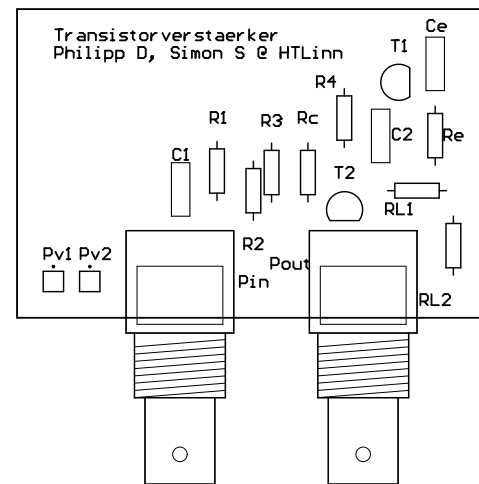 Transistorverstaerker
Philipp D, Simon S @ HTLinn
Ce
T1
R4
R1
R3
Rc
C2
Re
C1
T2
RL1
R2
Pv1
Pv2
Pout
Pin
RL2